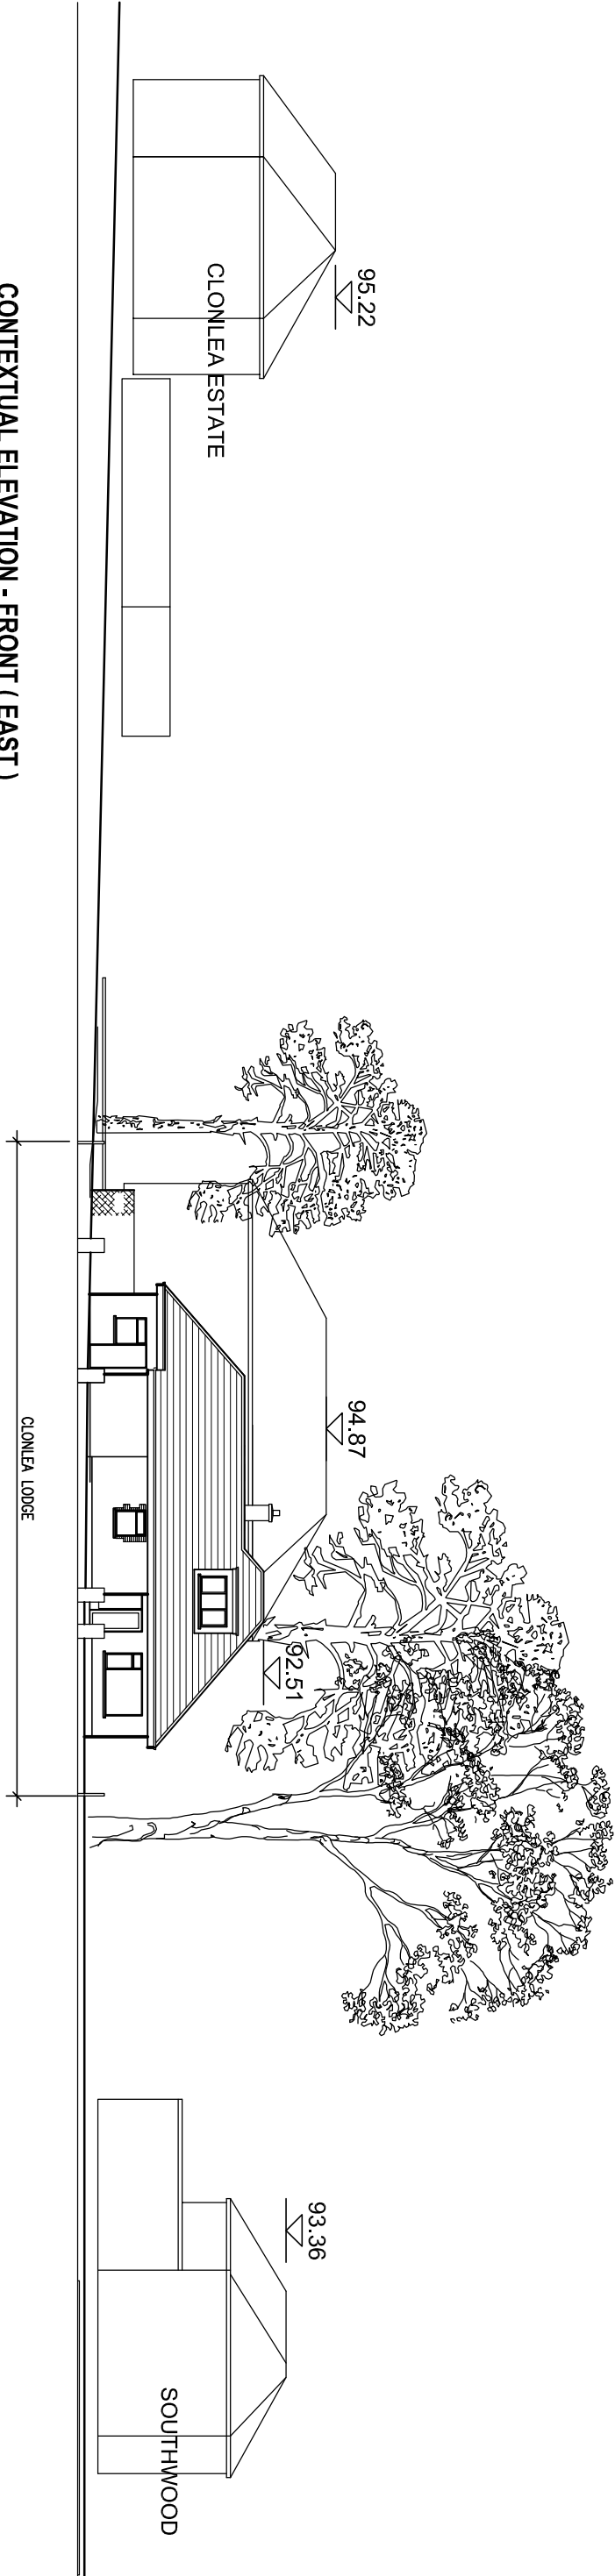 95.22
CLONLEA ESTATE
94.87
92.51
93.36
SOUTHWOOD
CLONLEA LODGE
CONTEXTUAL ELEVATION - FRONT ( EAST )